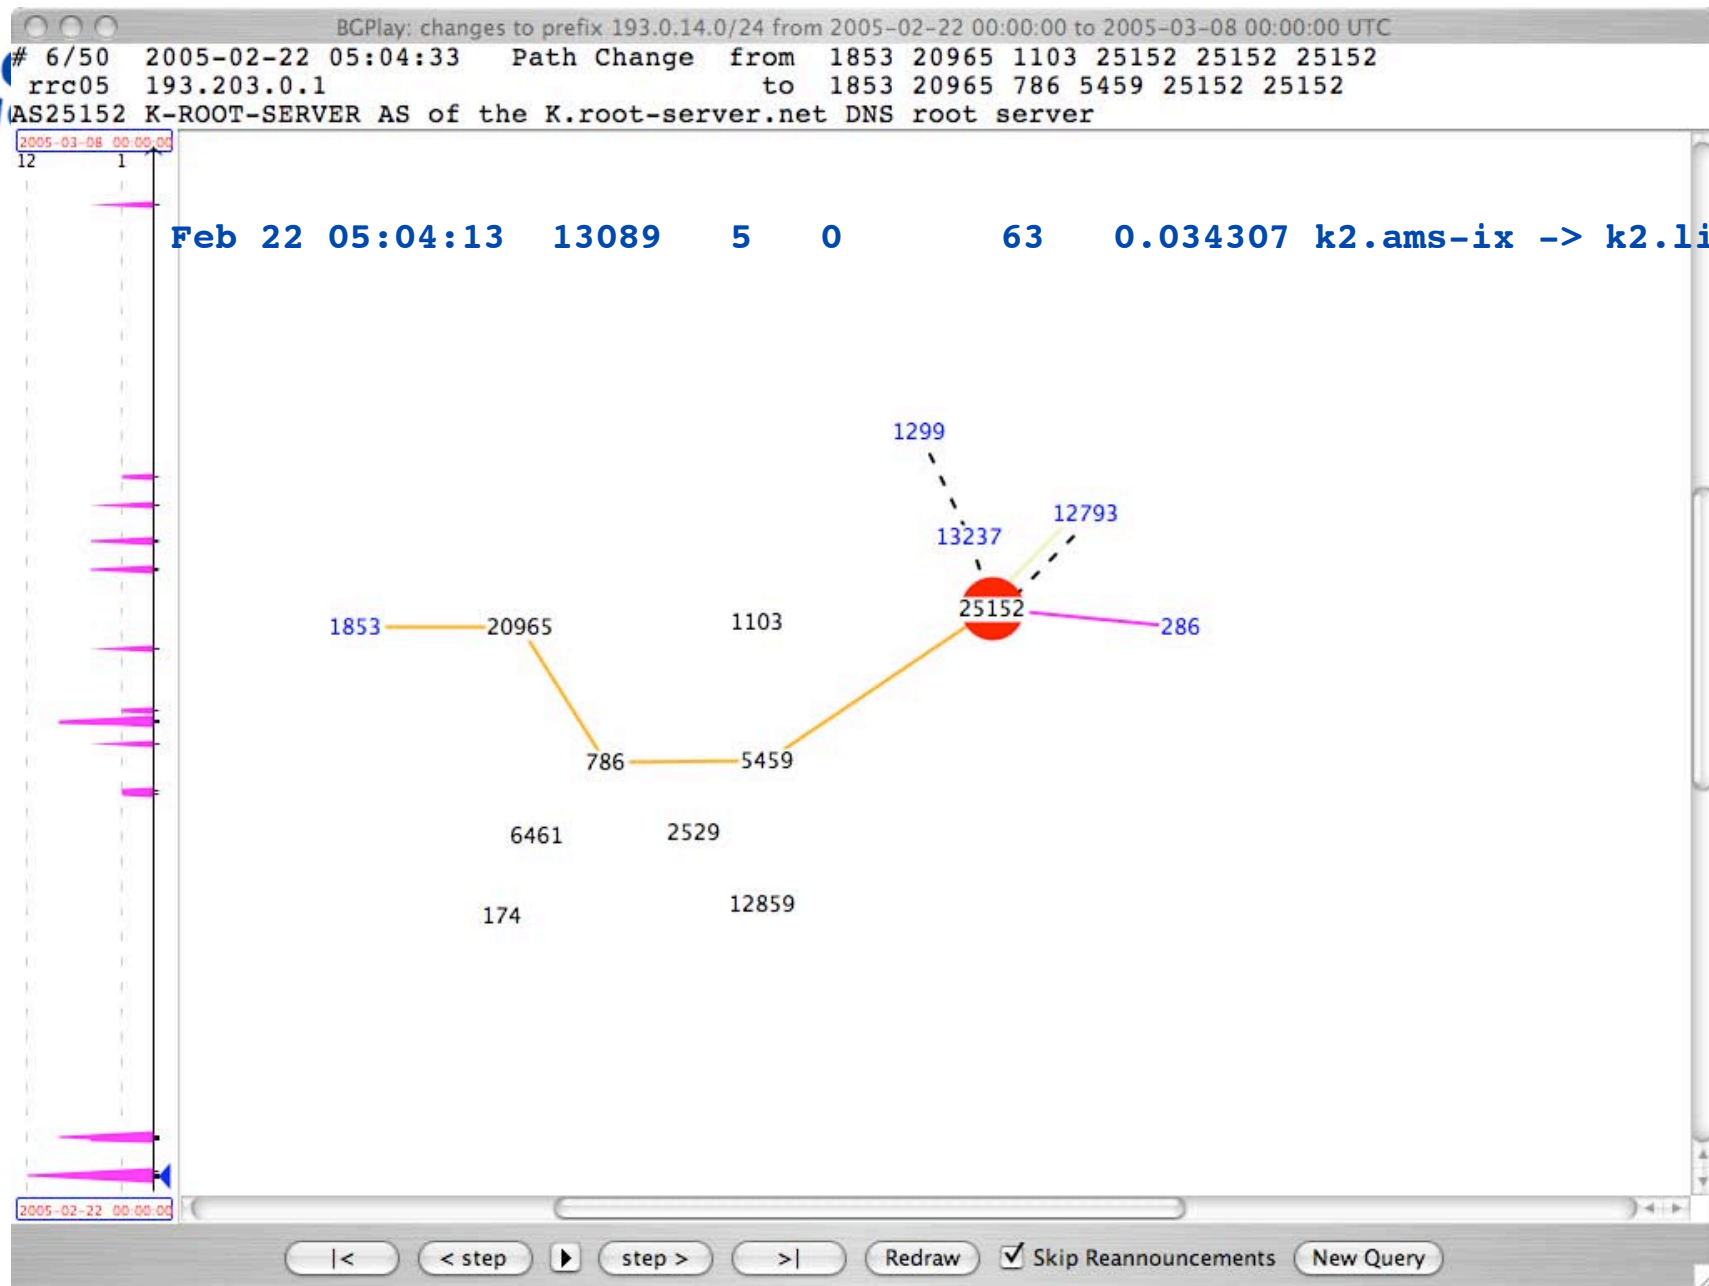 BGPlay: changes to prefix 193.0.14.0/24 from 2005-02-22 00:00:00 to 2005-03-08 00:00:00 UTC
# 6/50 2005-02-22 05:04:33 Path Change from 1853 20965 1103 25152 25152 25152
rrc05 193.203.0.1 to 1853 20965 786 5459 25152 25152
AS25152 K-ROOT-SERVER AS of the K.root-server.net DNS root server
2005-03-08 00:00:00
12 1
Feb 22 05:04:13 13089 5 0 63 0.034307 k2.ams-ix -> k2.li
1299
12793
13237
25152
1853 20965 1103 286
786 5459
6461 2529
174 12859
2005-02-22 00:00:00
|< < step step > >| Redraw Skip Reannouncements New Query